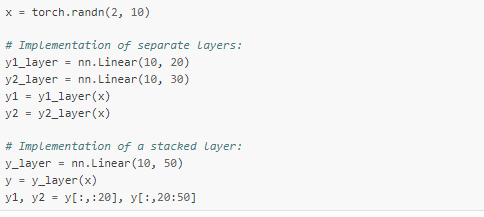 x = torch.randn(2, 10)
# Implementation of separate layers:
y1_layer = nn.Linear(10, 20)
y2_layer = nn.Linear(10, 30)
y1 = y1_layer(x)
y2 = y2_layer(x)
# Implementation of a stacked layer:
y_layer = nn.Linear(10, 50)
y = y_layer(x)
y1, y2 = y[:,:20], y[:,20:50]